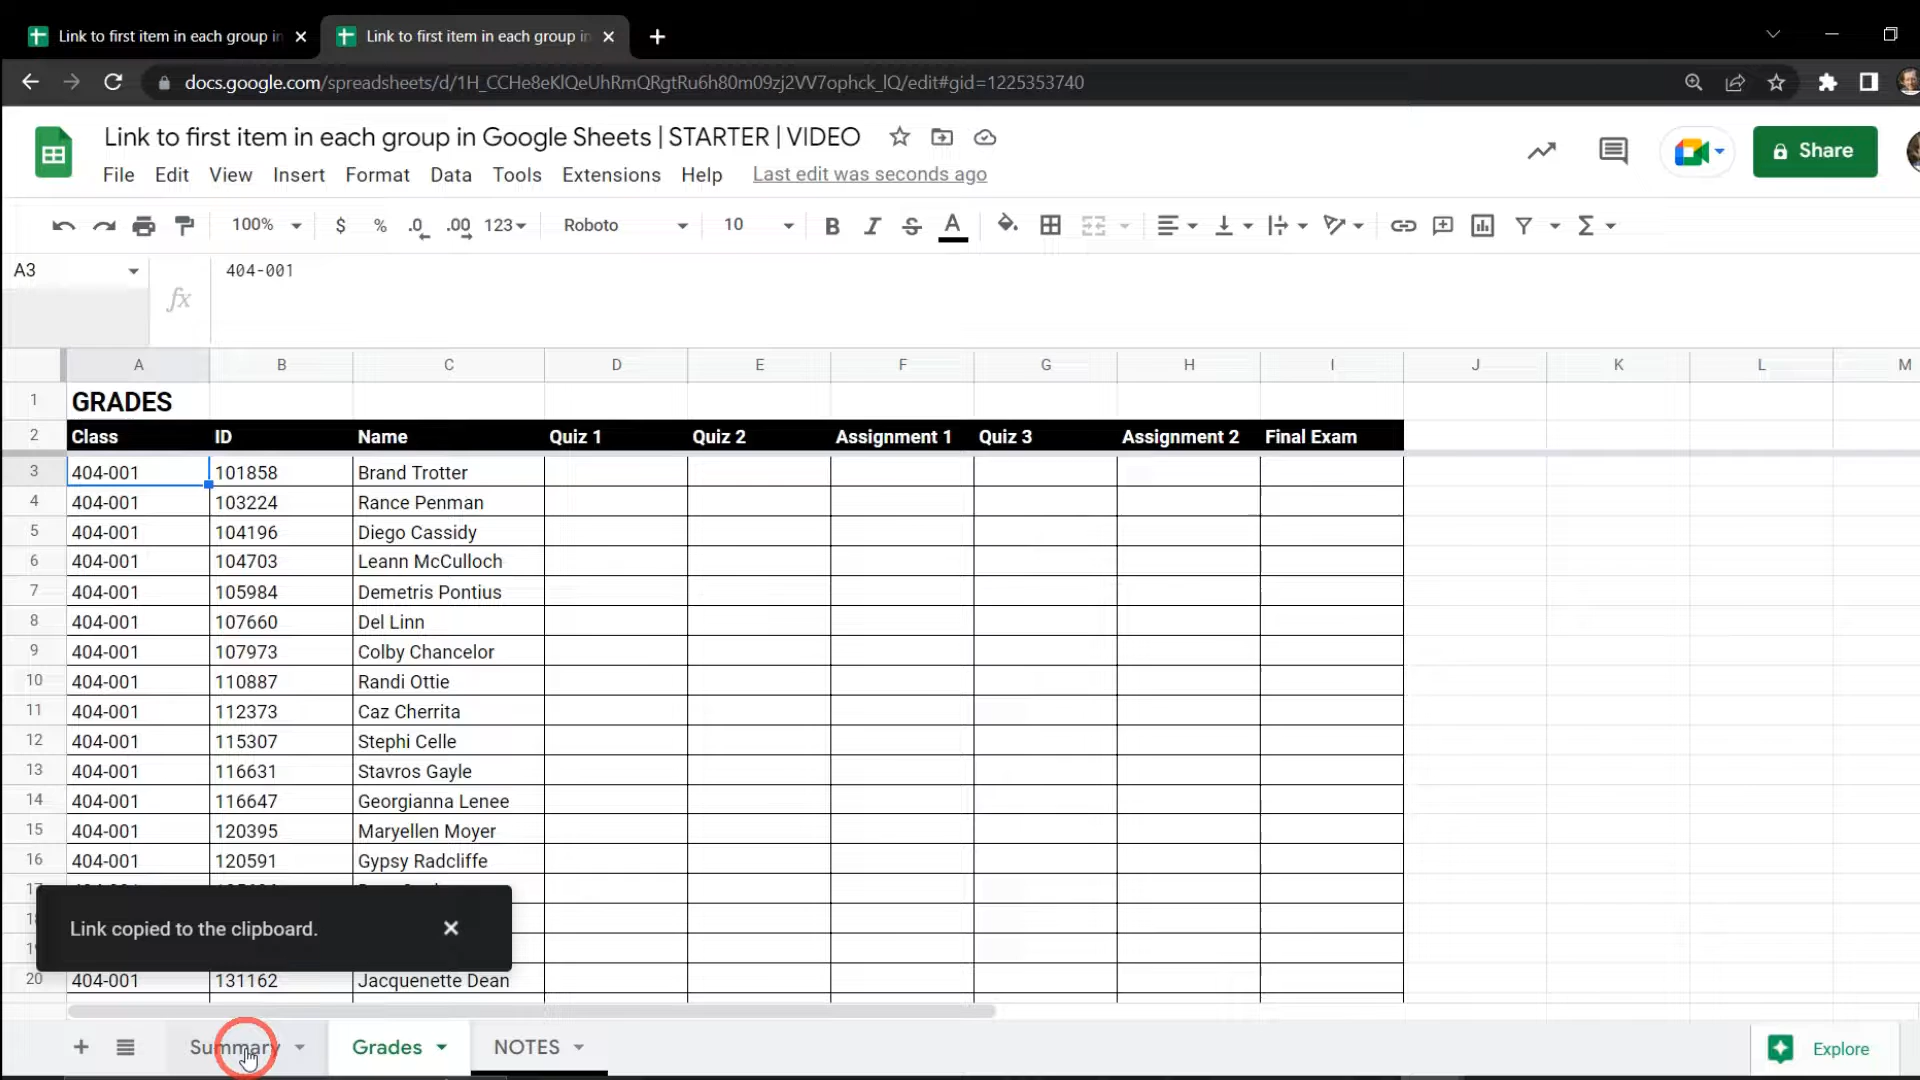 Link to first item in each group in
Link to first item in each group in
docs.google.com/spreadsheets/d/1H_CCHe8eKlQeUhRmQRgtRu6h80m09zj2VV7ophck_lQ/edit#gid=1225353740
Link to first item in each group in Google Sheets | STARTER | VIDEO
Share
File Edit View Insert Format Data Tools Extensions Help Last edit was seconds ago
100% $ % .0 .00 123 Roboto 10 B I S A Σ
A3
fx 404-001
A B C D E F G H I J K L M
1 GRADES
2 Class ID Name Quiz 1 Quiz 2 Assignment 1 Quiz 3 Assignment 2 Final Exam
3 404-001 101858 Brand Trotter
4 404-001 103224 Rance Penman
5 404-001 104196 Diego Cassidy
6 404-001 104703 Leann McCulloch
7 404-001 105984 Demetris Pontius
8 404-001 107660 Del Linn
9 404-001 107973 Colby Chancelor
10 404-001 110887 Randi Ottie
11 404-001 112373 Caz Cherrita
12 404-001 115307 Stephi Celle
13 404-001 116631 Stavros Gayle
14 404-001 116647 Georgianna Lenee
15 404-001 120395 Maryellen Moyer
16 404-001 120591 Gypsy Radcliffe
Link copied to the clipboard.
20 404-001 131162 Jacquenette Dean
Summary Grades NOTES
Explore